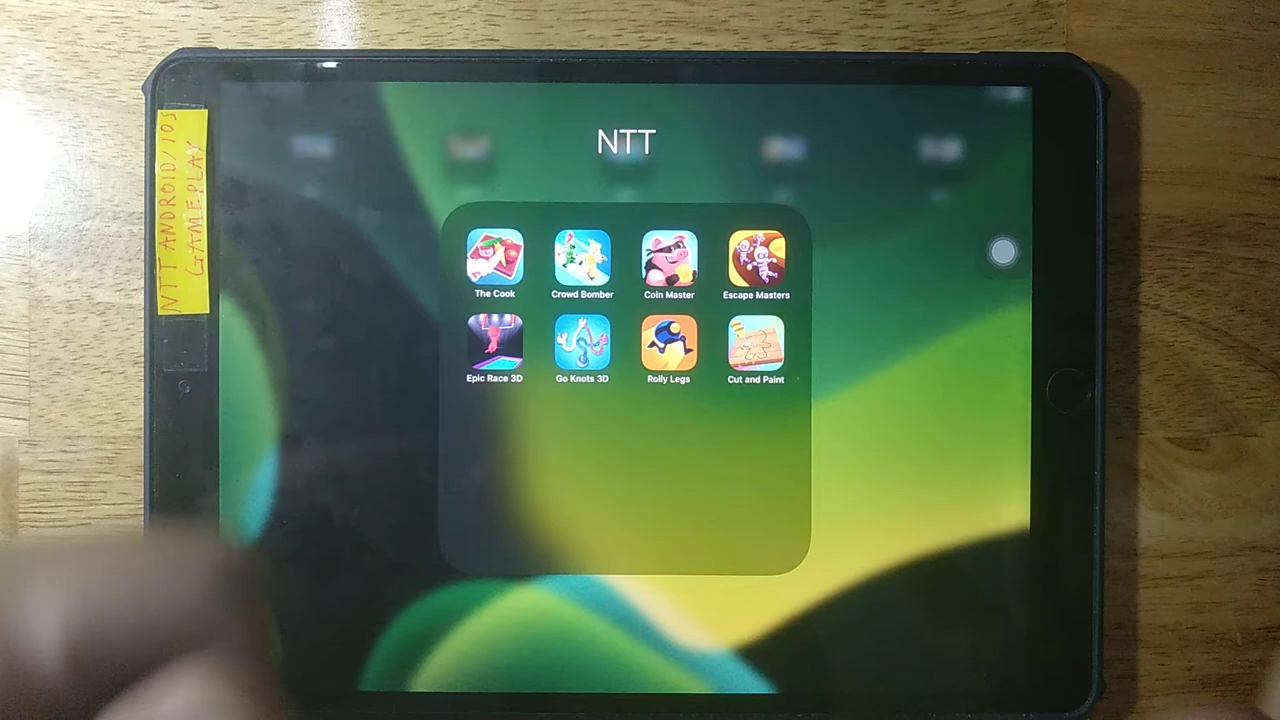 NTT ANDROID/IOS
GAMEPLAY
NTT
The Cook
Crowd Bomber
Coin Master
Escape Masters
Epic Race 3D
Go Knots 3D
Rolly Legs
Cut and Paint